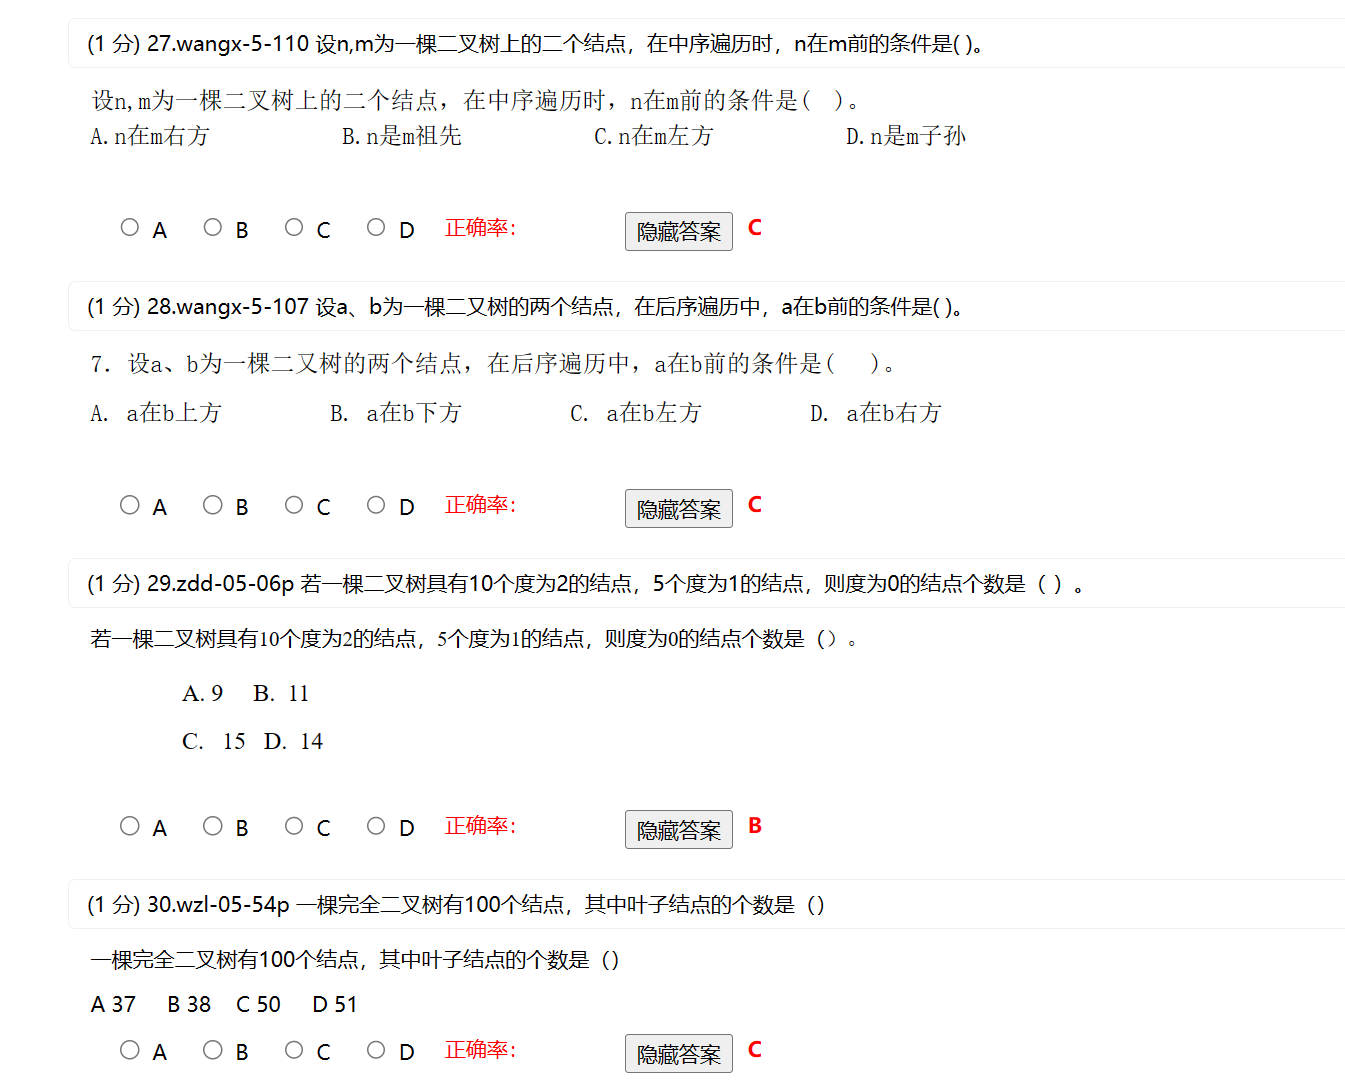 (1 分) 27.wangx-5-110 设n,m为一棵二叉树上的二个结点，在中序遍历时，n在m前的条件是( )。
设n,m为一棵二叉树上的二个结点，在中序遍历时，n在m前的条件是( )。
A.n在m右方 B.n是m祖先 C.n在m左方 D.n是m子孙
A B C D 正确率： 隐藏答案 C
(1 分) 28.wangx-5-107 设a、b为一棵二又树的两个结点，在后序遍历中，a在b前的条件是( )。
7. 设a、b为一棵二又树的两个结点，在后序遍历中，a在b前的条件是( )。
A. a在b上方 B. a在b下方 C. a在b左方 D. a在b右方
A B C D 正确率： 隐藏答案 C
(1 分) 29.zdd-05-06p 若一棵二叉树具有10个度为2的结点，5个度为1的结点，则度为0的结点个数是（ ）。
若一棵二叉树具有10个度为2的结点，5个度为1的结点，则度为0的结点个数是（）。
A. 9 B. 11
C. 15 D. 14
A B C D 正确率： 隐藏答案 B
(1 分) 30.wzl-05-54p 一棵完全二叉树有100个结点，其中叶子结点的个数是（）
一棵完全二叉树有100个结点，其中叶子结点的个数是（）
A 37 B 38 C 50 D 51
A B C D 正确率： 隐藏答案 C